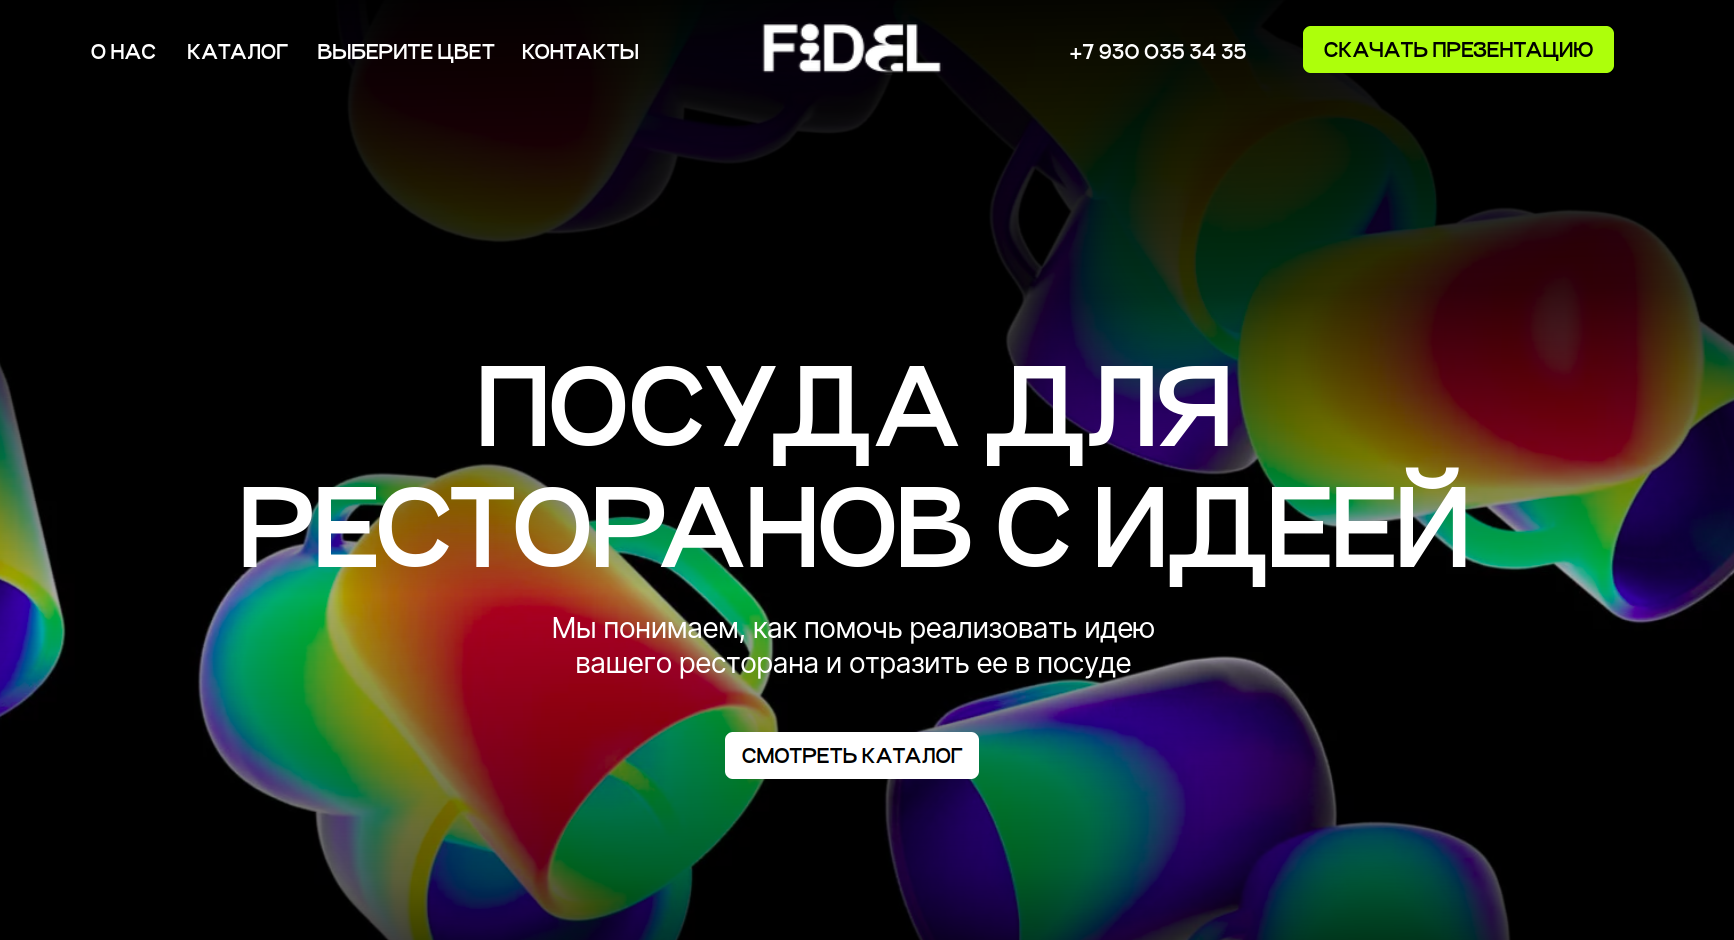 О НАС
КАТАЛОГ
ВЫБЕРИТЕ ЦВЕТ
КОНТАКТЫ
FIDEL
+7 930 035 34 35
СКАЧАТЬ ПРЕЗЕНТАЦИЮ
ПОСУДА ДЛЯ
РЕСТОРАНОВ С ИДЕЕЙ
Мы понимаем, как помочь реализовать идею
вашего ресторана и отразить ее в посуде
СМОТРЕТЬ КАТАЛОГ